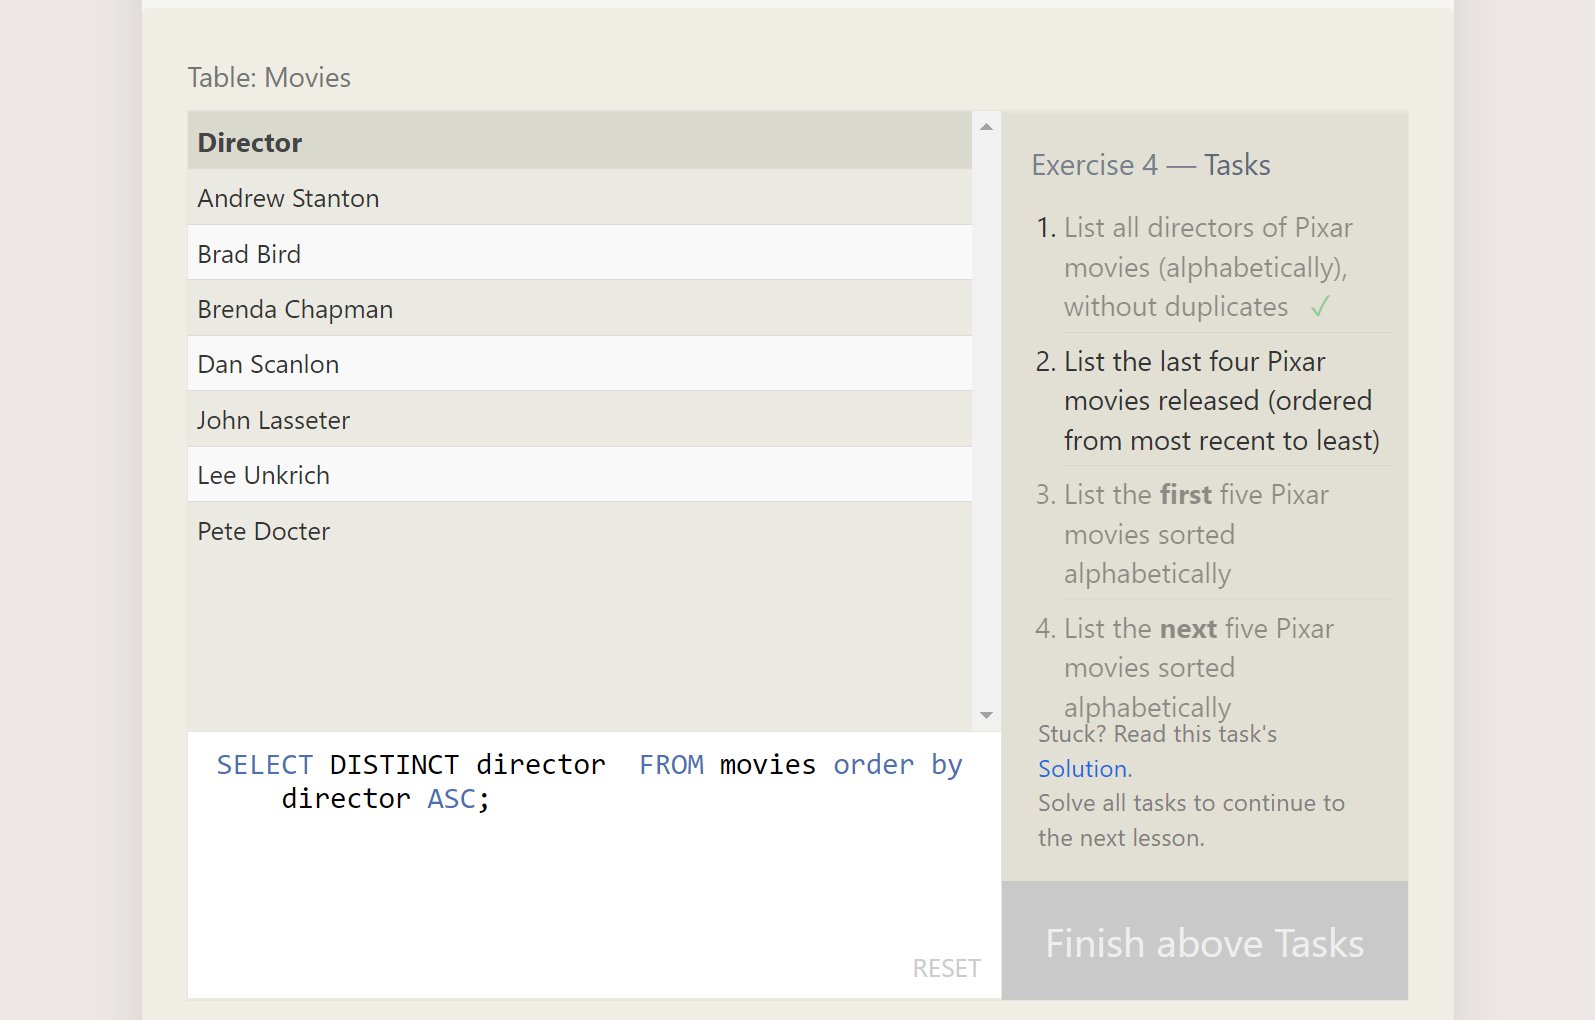 Table: Movies
Director
Andrew Stanton
Brad Bird
Brenda Chapman
Dan Scanlon
John Lasseter
Lee Unkrich
Pete Docter
SELECT DISTINCT director  FROM movies order by
director ASC;
RESET
Exercise 4 — Tasks
1. List all directors of Pixar
movies (alphabetically),
without duplicates ✓
2. List the last four Pixar
movies released (ordered
from most recent to least)
3. List the first five Pixar
movies sorted
alphabetically
4. List the next five Pixar
movies sorted
alphabetically
Stuck? Read this task's
Solution.
Solve all tasks to continue to
the next lesson.
Finish above Tasks